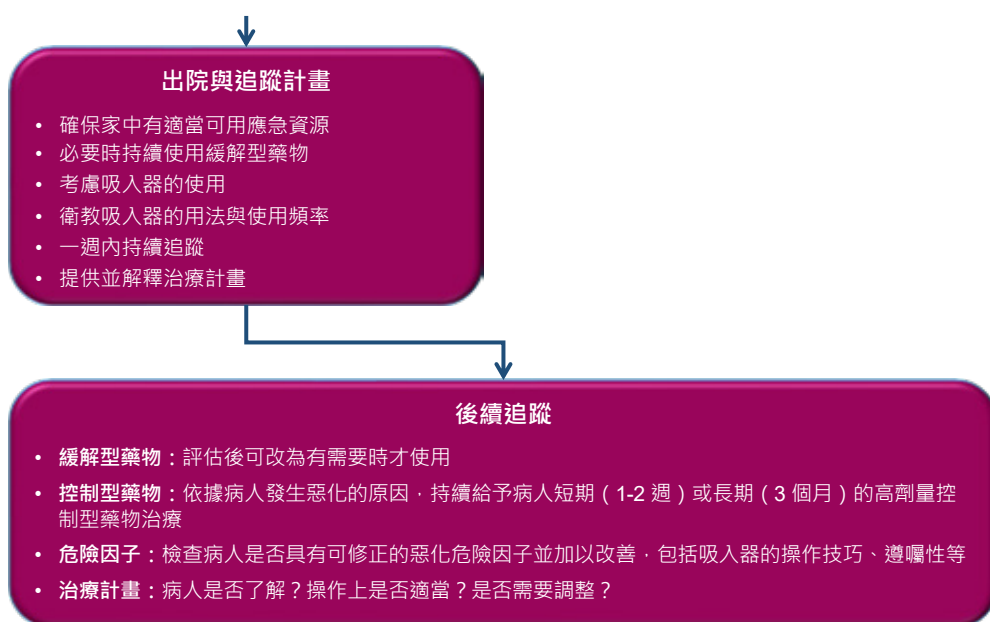 出院與追蹤計畫
• 確保家中有適當可用應急資源
• 必要時持續使用緩解型藥物
• 考慮吸入器的使用
• 衛教吸入器的用法與使用頻率
• 一週內持續追蹤
• 提供並解釋治療計畫
後續追蹤
• 緩解型藥物：評估後可改為有需要時才使用
• 控制型藥物：依據病人發生惡化的原因，持續給予病人短期（1-2 週）或長期（3 個月）的高劑量控
制型藥物治療
• 危險因子：檢查病人是否具有可修正的惡化危險因子並加以改善，包括吸入器的操作技巧、遵囑性等
• 治療計畫：病人是否了解？操作上是否適當？是否需要調整？